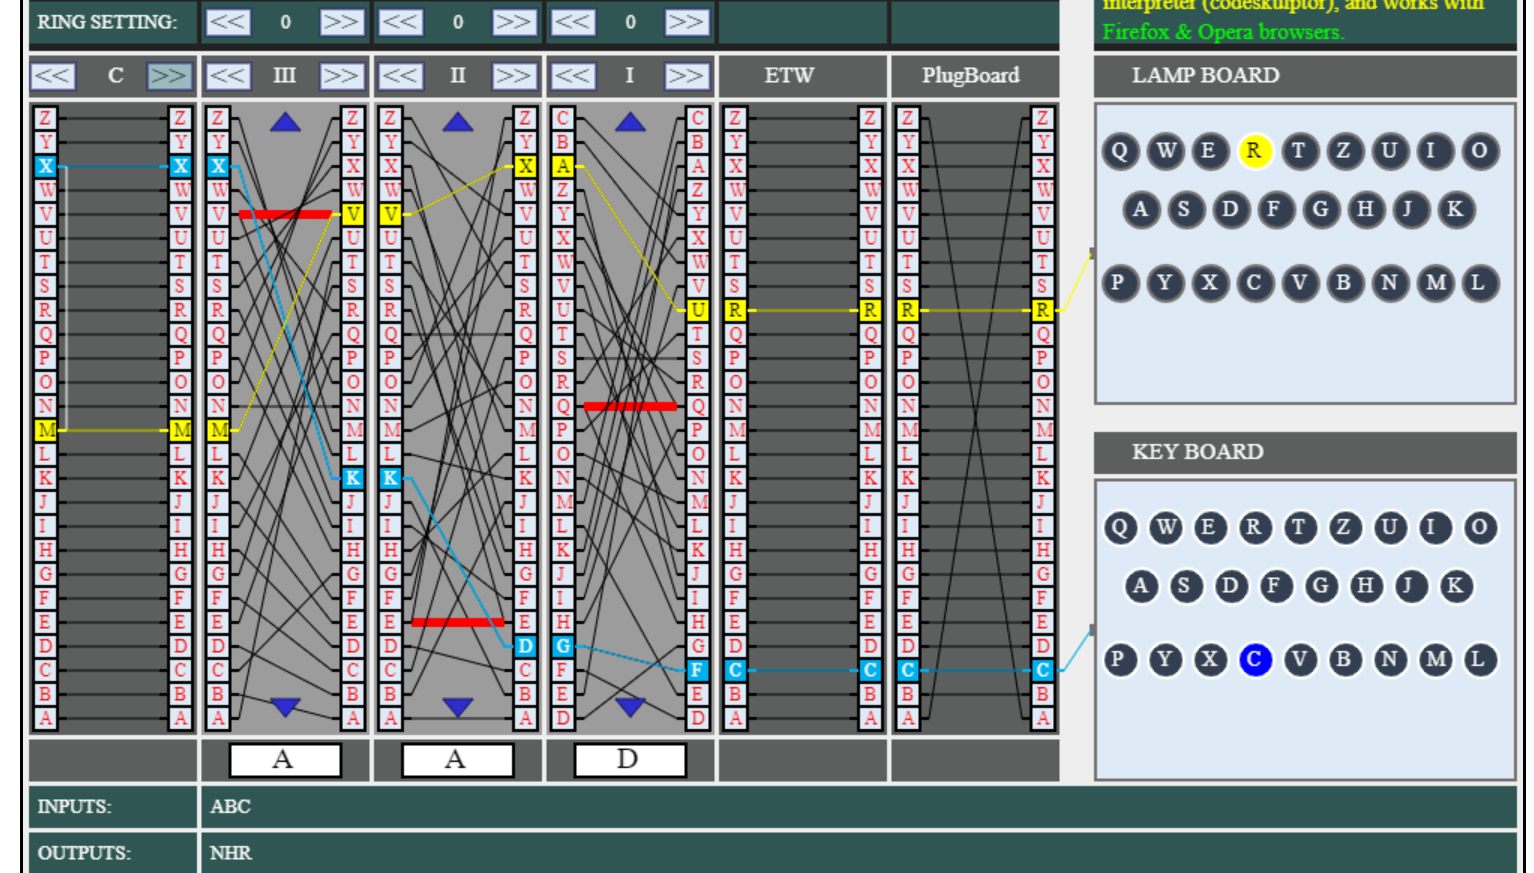 interpreter (codeskulptor), and works with
Firefox & Opera browsers.
RING SETTING: << 0 >> << 0 >> << 0 >>
<< C >> << III >> << II >> << I >> ETW PlugBoard LAMP BOARD
Z Z Z Z Z Z C C Z Z Z Z
Y Y Y Y Y Y B B Y Y Y Y
X X X X X X A A X X X X
W W W W W W Z Z W W W W
V V V V V V Y Y V V V V
U U U U U U X X U U U U
T T T T T T W W T T T T
S S S S S S V V S S S S
R R R R R R U U R R R R
Q Q Q Q Q Q T T Q Q Q Q
P P P P P P S S P P P P
O O O O O O R R O O O O
N N N N N N Q Q N N N N
M M M M M M P P M M M M
L L L L L L O O L L L L
K K K K K K N N K K K K
J J J J J J M M J J J J
I I I I I I L L I I I I
H H H H H H K K H H H H
G G G G G G J J G G G G
F F F F F F I I F F F F
E E E E E E H H E E E E
D D D D D D G G D D D D
C C C C C C F F C C C C
B B B B B B E E B B B B
A A A A A A D D A A A A
Q W E R T Z U I O
A S D F G H J K
P Y X C V B N M L
KEY BOARD
Q W E R T Z U I O
A S D F G H J K
P Y X C V B N M L
A A D
INPUTS: ABC
OUTPUTS: NHR